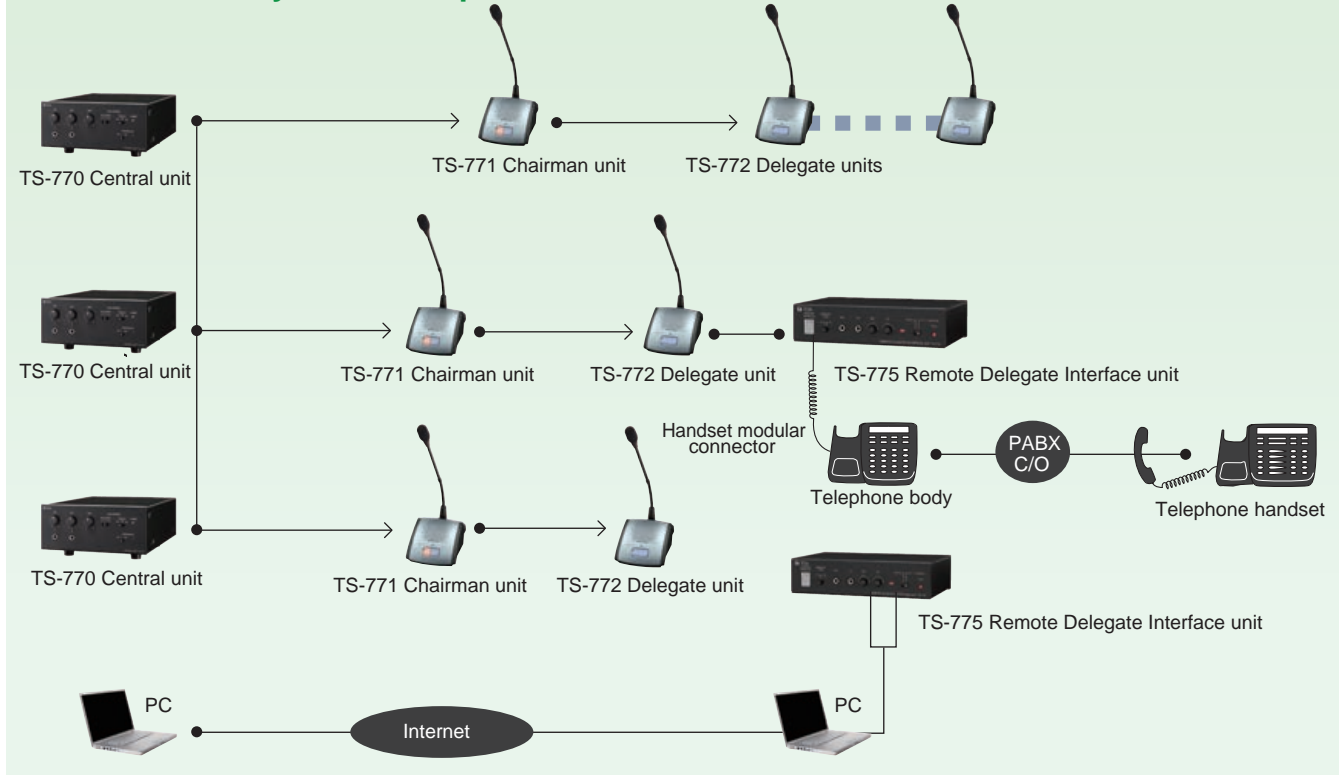 TS-771 Chairman unit
TS-772 Delegate units
TS-770 Central unit
TS-770 Central unit
TS-771 Chairman unit
TS-772 Delegate unit
TS-775 Remote Delegate Interface unit
Handset modular
connector
PABX
C/O
Telephone body
Telephone handset
TS-770 Central unit
TS-771 Chairman unit
TS-772 Delegate unit
TS-775 Remote Delegate Interface unit
PC
Internet
PC